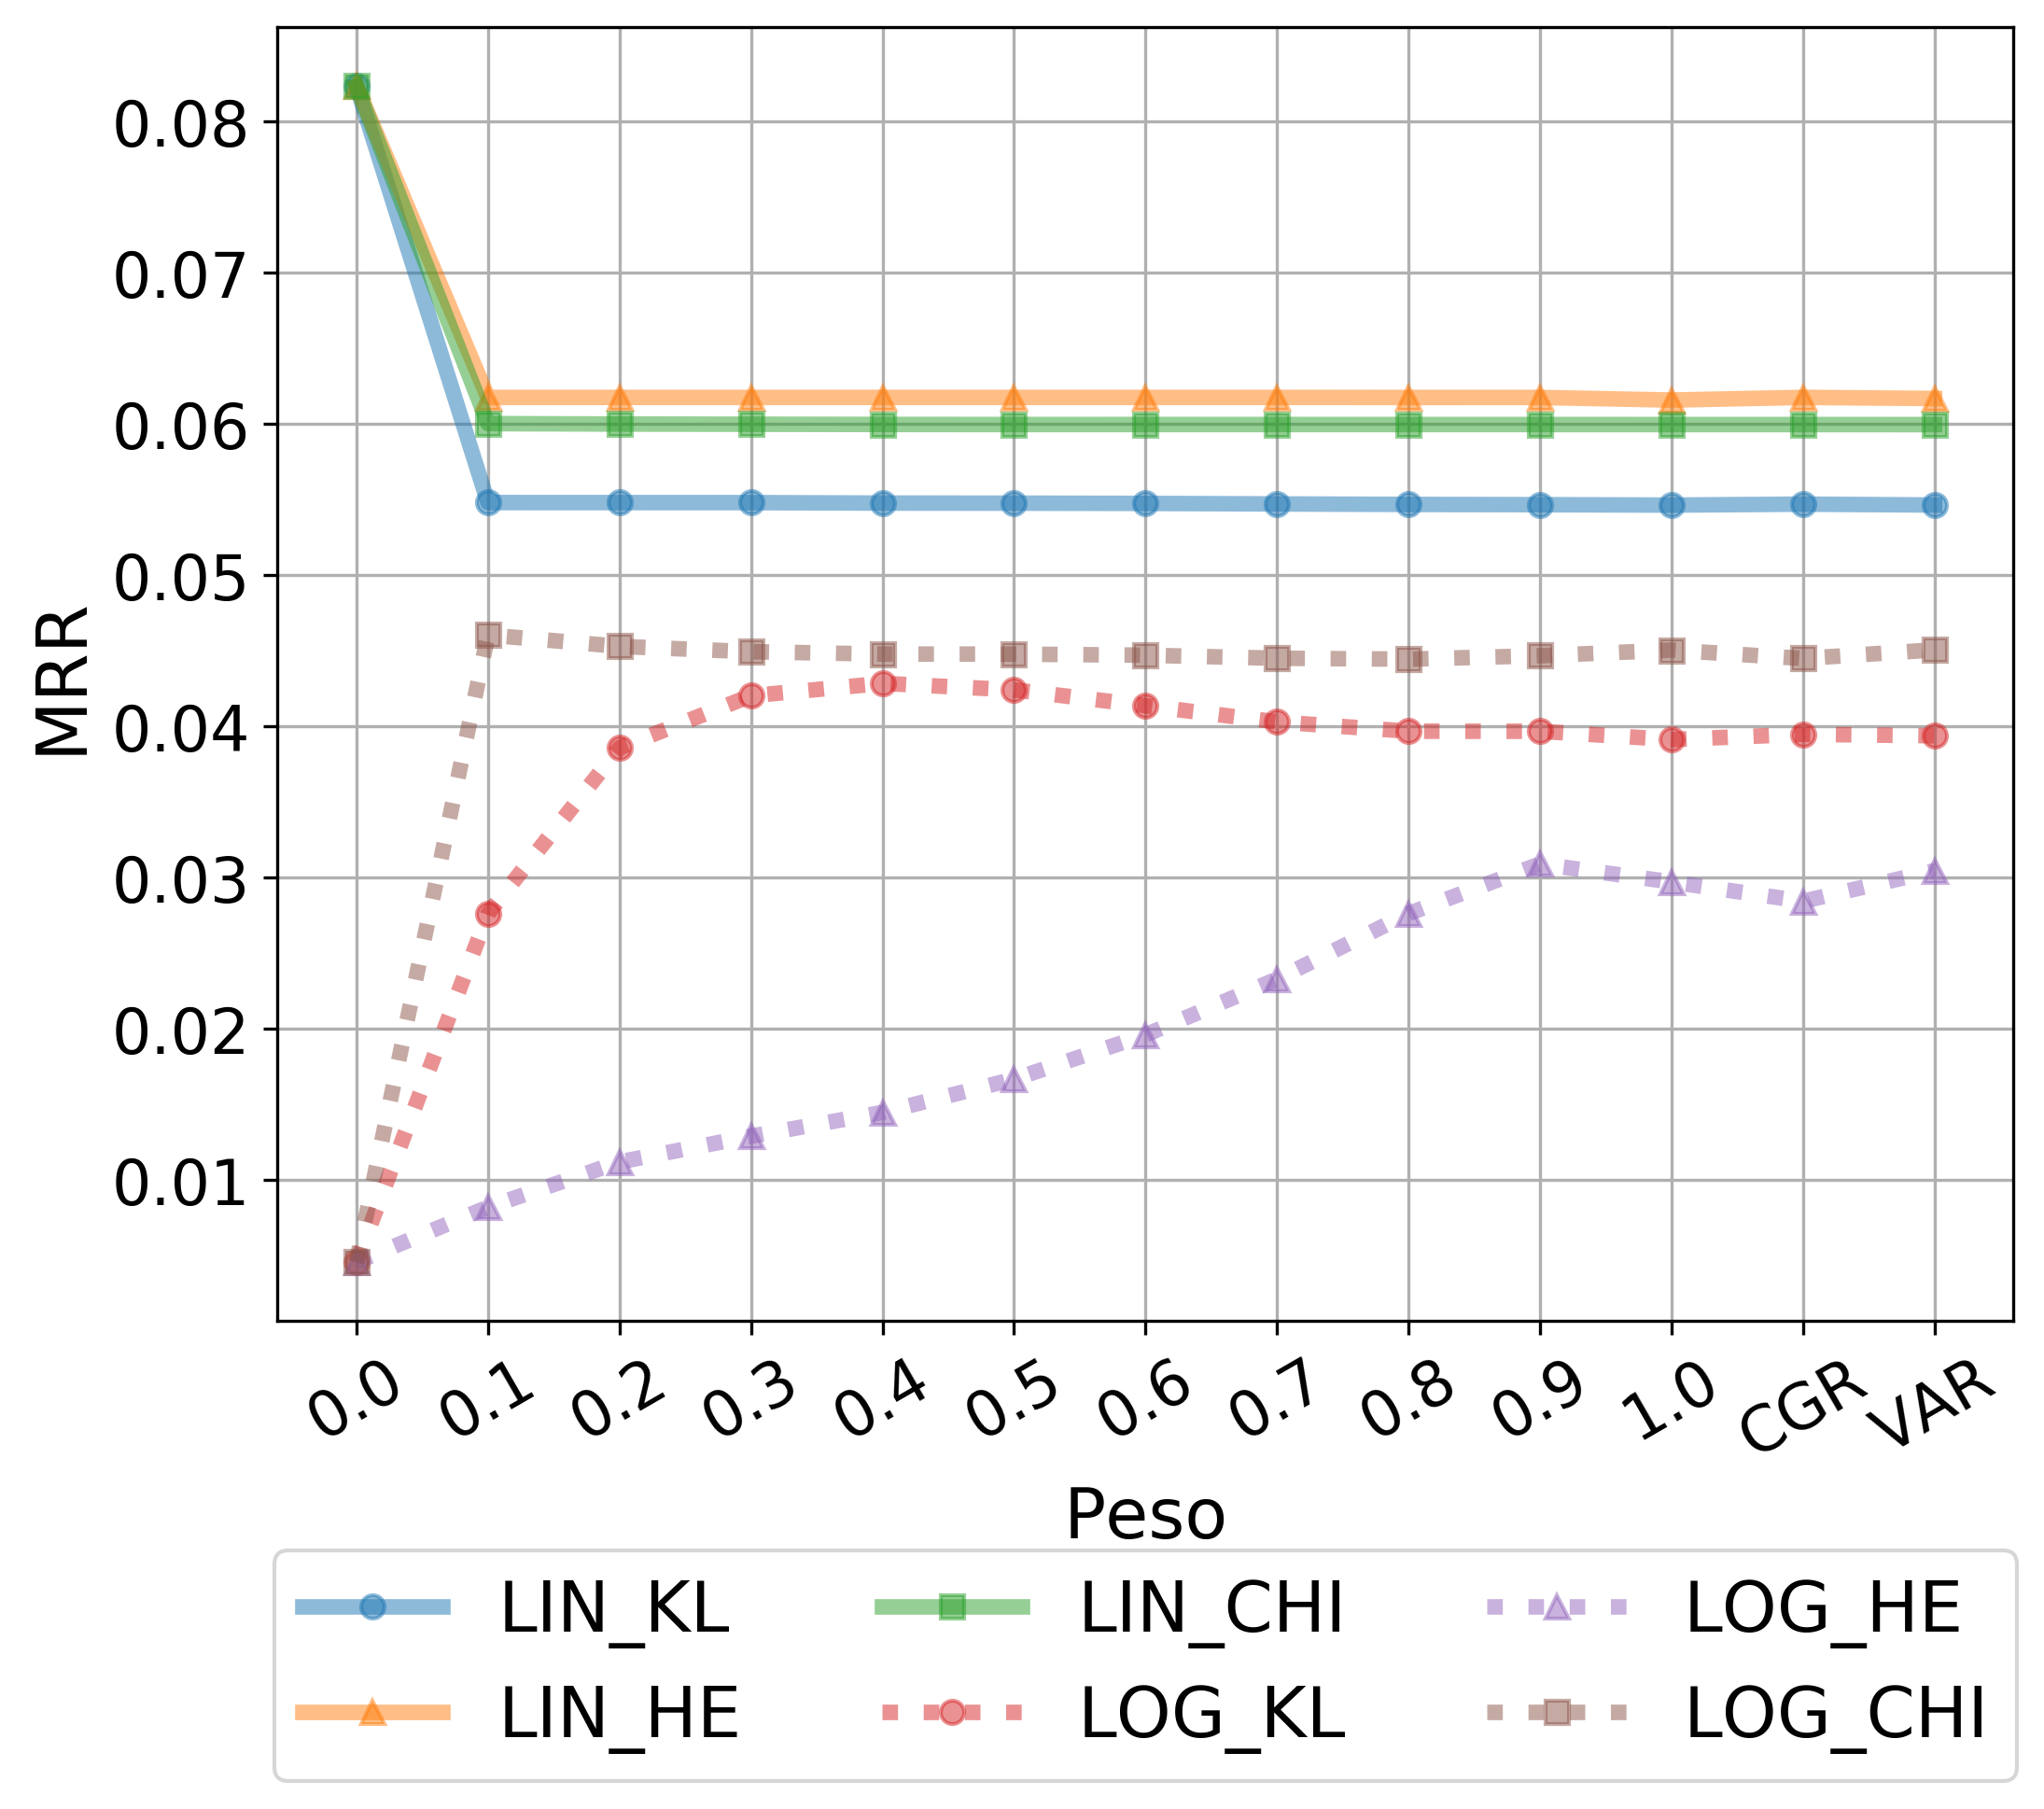 0.08
0.07
0.06
0.05
0.04
0.03
0.02
0.01
MRR
0.0 0.1 0.2 0.3 0.4 0.5 0.6 0.7 0.8 0.9 1.0 CGR VAR
Peso
LIN_KL LIN_CHI LOG_HE
LIN_HE LOG_KL LOG_CHI